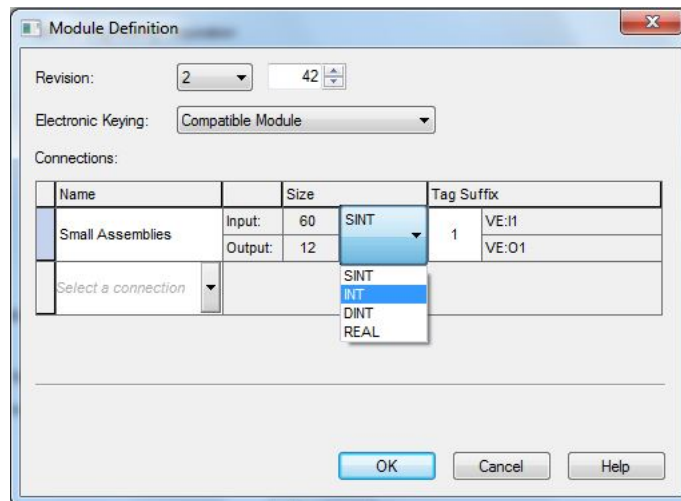 Module Definition
Revision: 2 42
Electronic Keying: Compatible Module
Connections:
Name Size Tag Suffix
Small Assemblies Input: 60 SINT 1 VE:I1
Output: 12 VE:O1
Select a connection
SINT
INT
DINT
REAL
OK Cancel Help